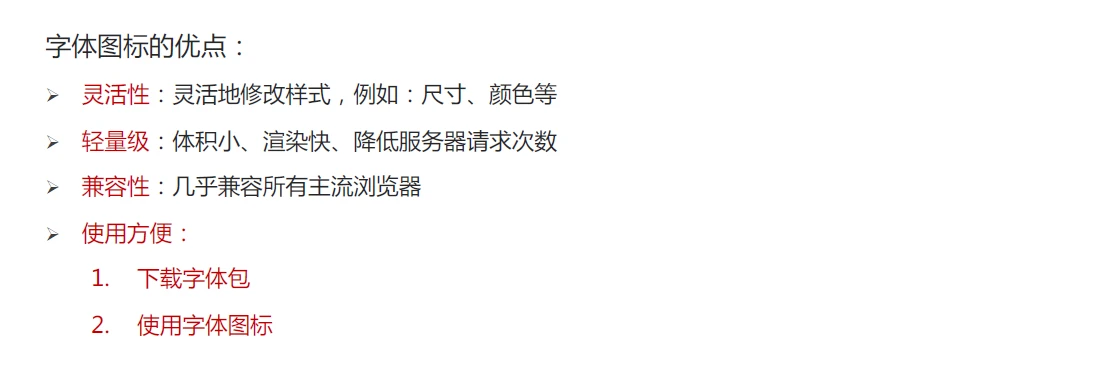 字体图标的优点：
➢ 灵活性：灵活地修改样式，例如：尺寸、颜色等
➢ 轻量级：体积小、渲染快、降低服务器请求次数
➢ 兼容性：几乎兼容所有主流浏览器
➢ 使用方便：
1. 下载字体包
2. 使用字体图标